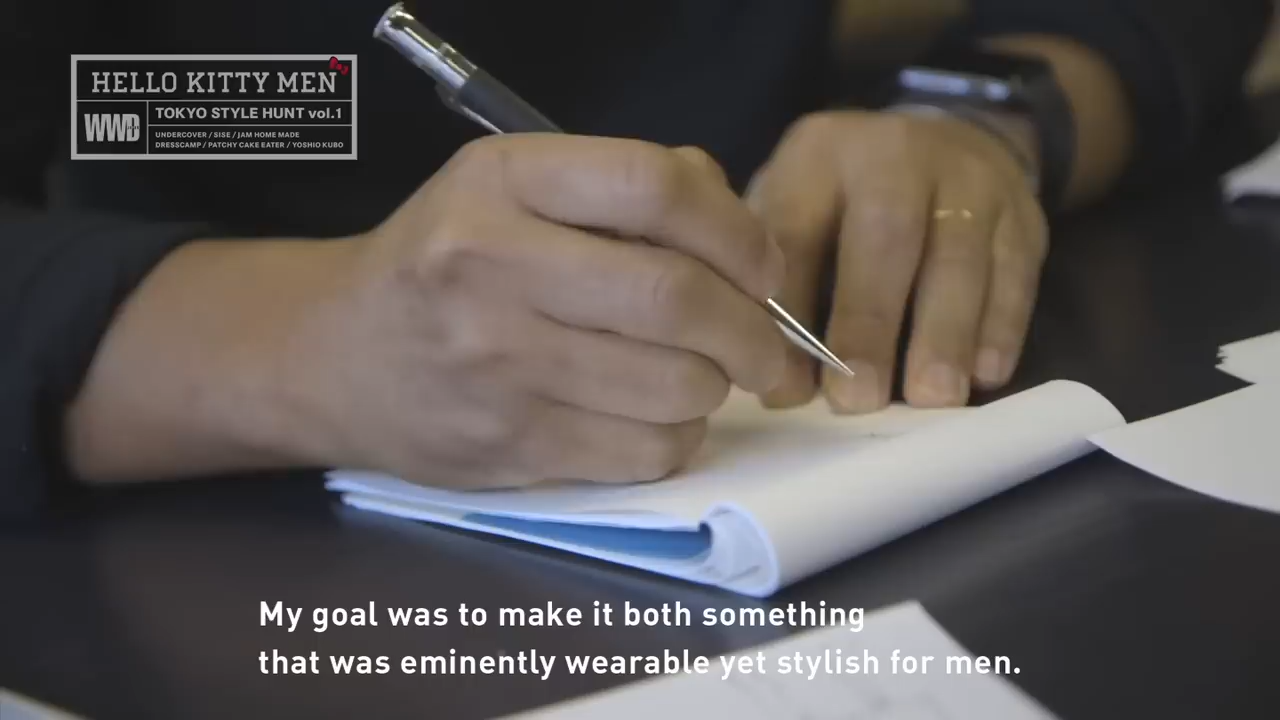 HELLO KITTY MEN
WWD
TOKYO STYLE HUNT vol.1
UNDERCOVER / SISE / JAM HOME MADE
DRESSCAMP / PATCHY CAKE EATER / YOSHIO KUBO
My goal was to make it both something
that was eminently wearable yet stylish for men.